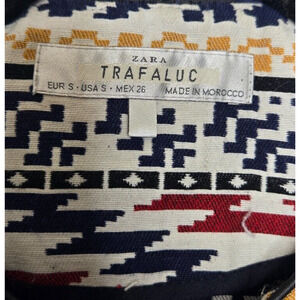 ZARA
TRAFALUC
EUR S · USA S · MEX 26 MADE IN MOROCCO